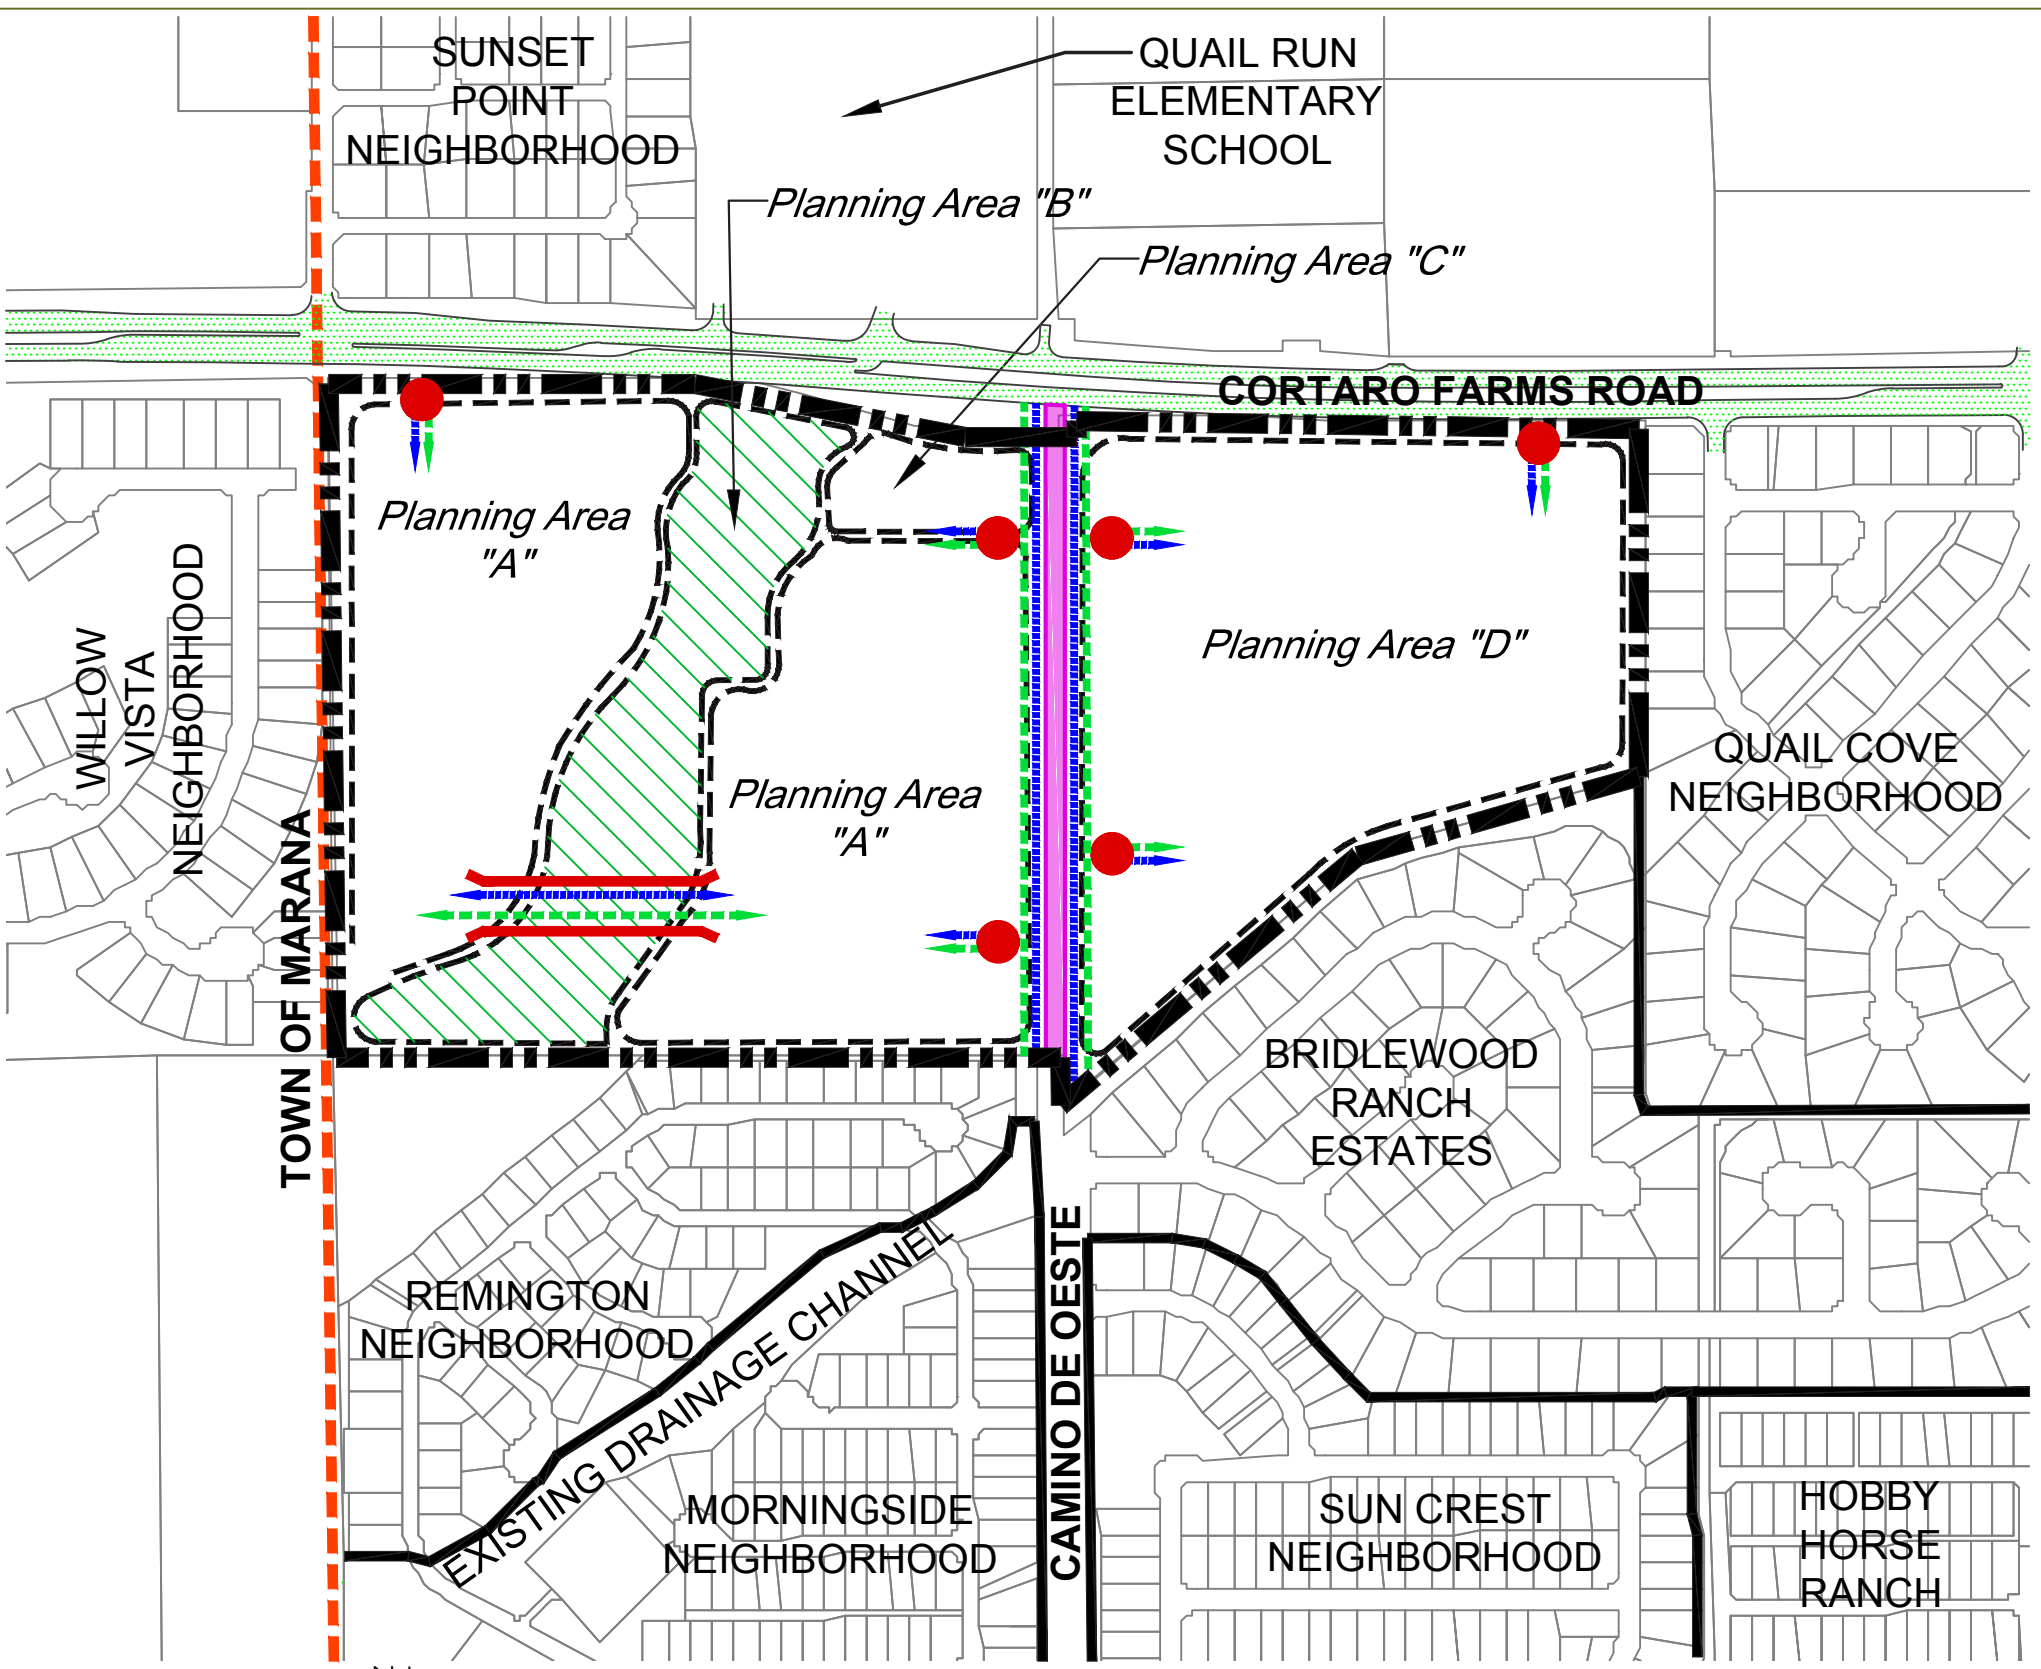 SUNSET
POINT
NEIGHBORHOOD
QUAIL RUN
ELEMENTARY
SCHOOL
Planning Area "B"
Planning Area "C"
CORTARO FARMS ROAD
Planning Area
"A"
Planning Area "D"
WILLOW
VISTA
NEIGHBORHOOD
QUAIL COVE
NEIGHBORHOOD
Planning Area
"A"
TOWN OF MARANA
BRIDLEWOOD
RANCH
ESTATES
REMINGTON
NEIGHBORHOOD
EXISTING DRAINAGE CHANNEL
CAMINO DE OESTE
MORNINGSIDE
NEIGHBORHOOD
SUN CREST
NEIGHBORHOOD
HOBBY
HORSE
RANCH